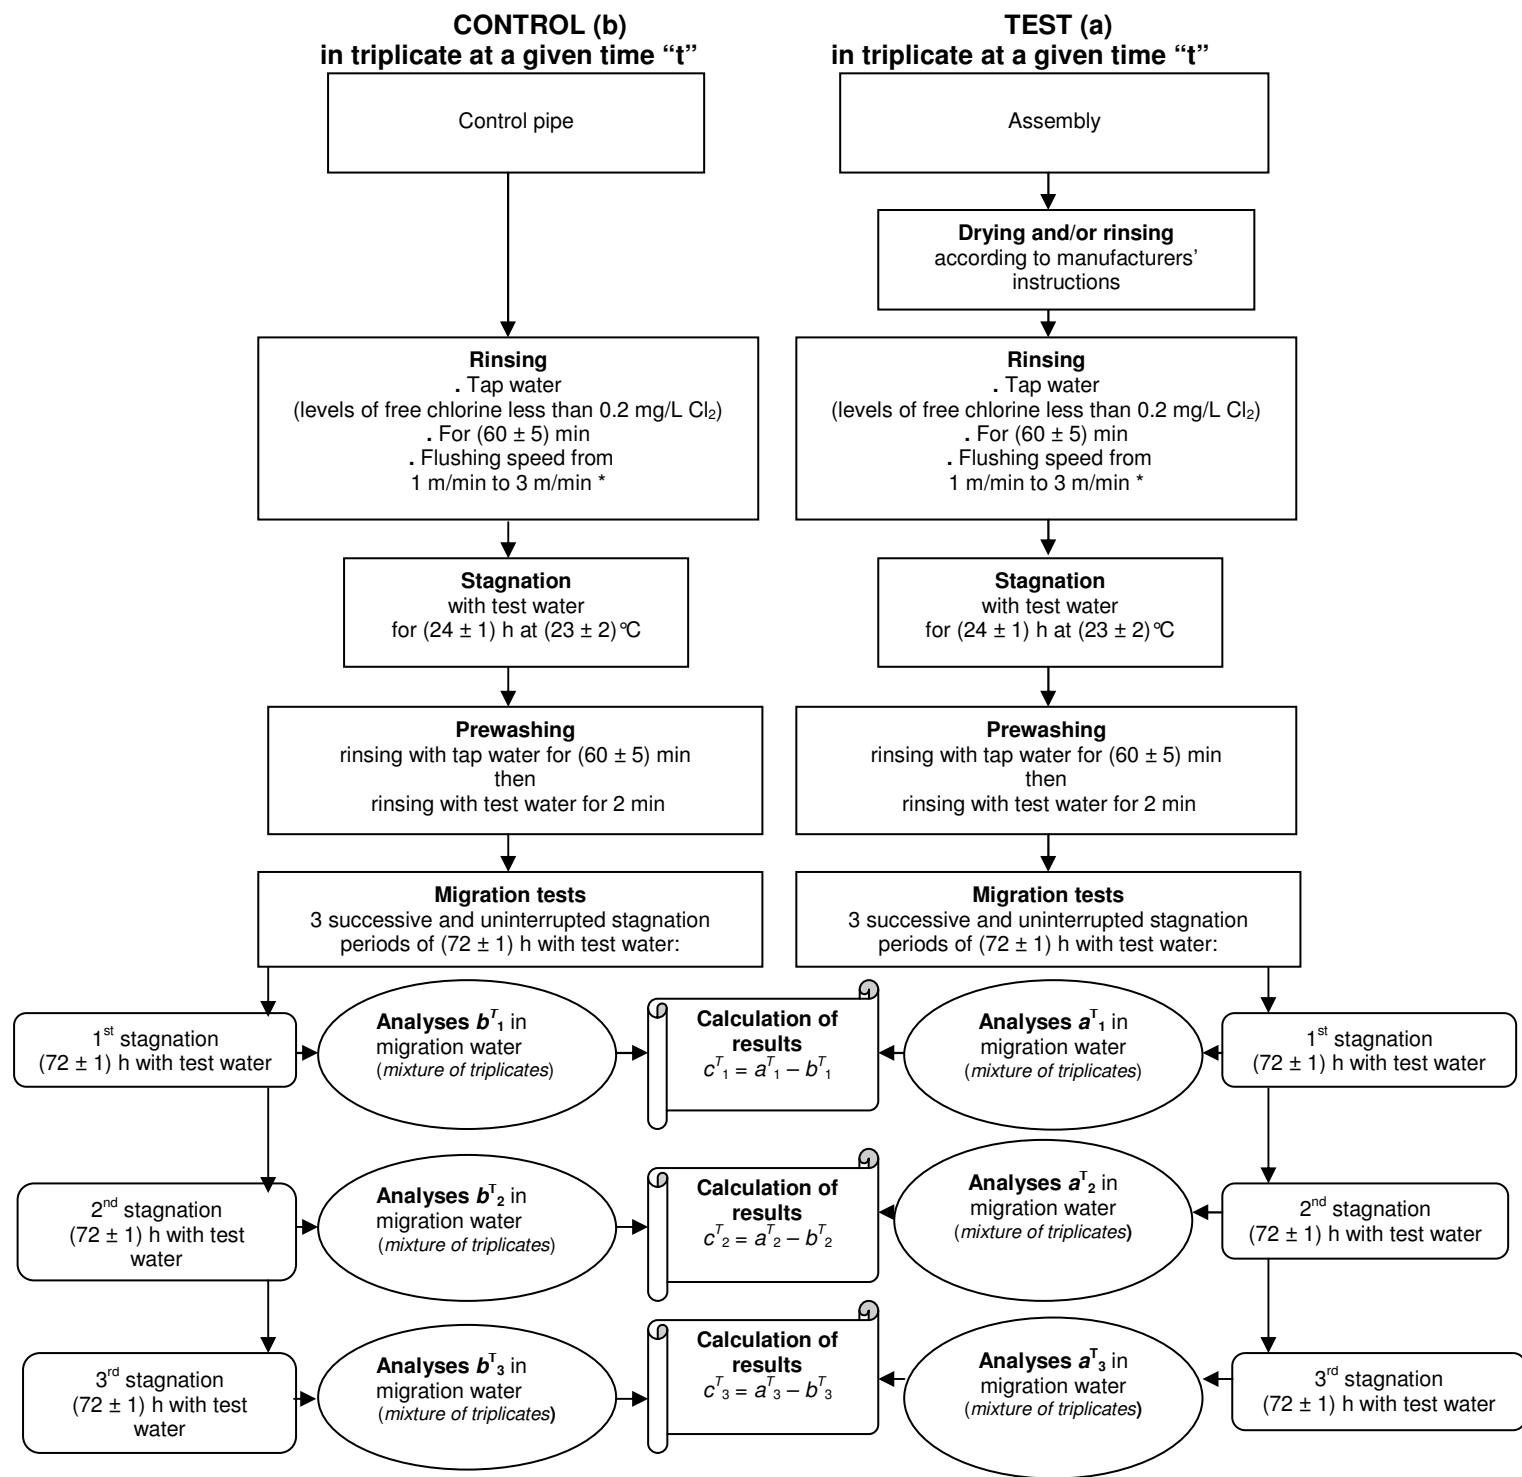 CONTROL (b)
in triplicate at a given time “t”
TEST (a)
in triplicate at a given time “t”
Control pipe
Assembly
Drying and/or rinsing
according to manufacturers’
instructions
Rinsing
. Tap water
(levels of free chlorine less than 0.2 mg/L Cl₂)
. For (60 ± 5) min
. Flushing speed from
1 m/min to 3 m/min *
Rinsing
. Tap water
(levels of free chlorine less than 0.2 mg/L Cl₂)
. For (60 ± 5) min
. Flushing speed from
1 m/min to 3 m/min *
Stagnation
with test water
for (24 ± 1) h at (23 ± 2)°C
Stagnation
with test water
for (24 ± 1) h at (23 ± 2)°C
Prewashing
rinsing with tap water for (60 ± 5) min
then
rinsing with test water for 2 min
Prewashing
rinsing with tap water for (60 ± 5) min
then
rinsing with test water for 2 min
Migration tests
3 successive and uninterrupted stagnation
periods of (72 ± 1) h with test water:
Migration tests
3 successive and uninterrupted stagnation
periods of (72 ± 1) h with test water:
1st stagnation
(72 ± 1) h with test water
Analyses bᵀ₁ in
migration water
(mixture of triplicates)
Calculation of
results
cᵀ₁ = aᵀ₁ – bᵀ₁
Analyses aᵀ₁ in
migration water
(mixture of triplicates)
1st stagnation
(72 ± 1) h with test water
2nd stagnation
(72 ± 1) h with test
water
Analyses bᵀ₂ in
migration water
(mixture of triplicates)
Calculation of
results
cᵀ₂ = aᵀ₂ – bᵀ₂
Analyses aᵀ₂ in
migration water
(mixture of triplicates)
2nd stagnation
(72 ± 1) h with test water
3rd stagnation
(72 ± 1) h with test
water
Analyses bᵀ₃ in
migration water
(mixture of triplicates)
Calculation of
results
cᵀ₃ = aᵀ₃ – bᵀ₃
Analyses aᵀ₃ in
migration water
(mixture of triplicates)
3rd stagnation
(72 ± 1) h with test water